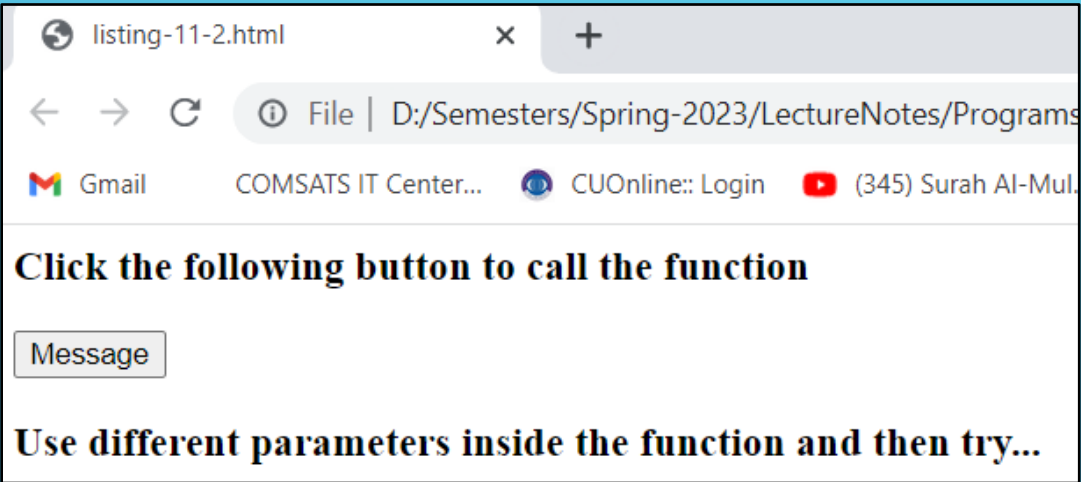 listing-11-2.html
File | D:/Semesters/Spring-2023/LectureNotes/Programs
Gmail COMSATS IT Center... CUOnline:: Login (345) Surah Al-Mul.
Click the following button to call the function
Message
Use different parameters inside the function and then try...